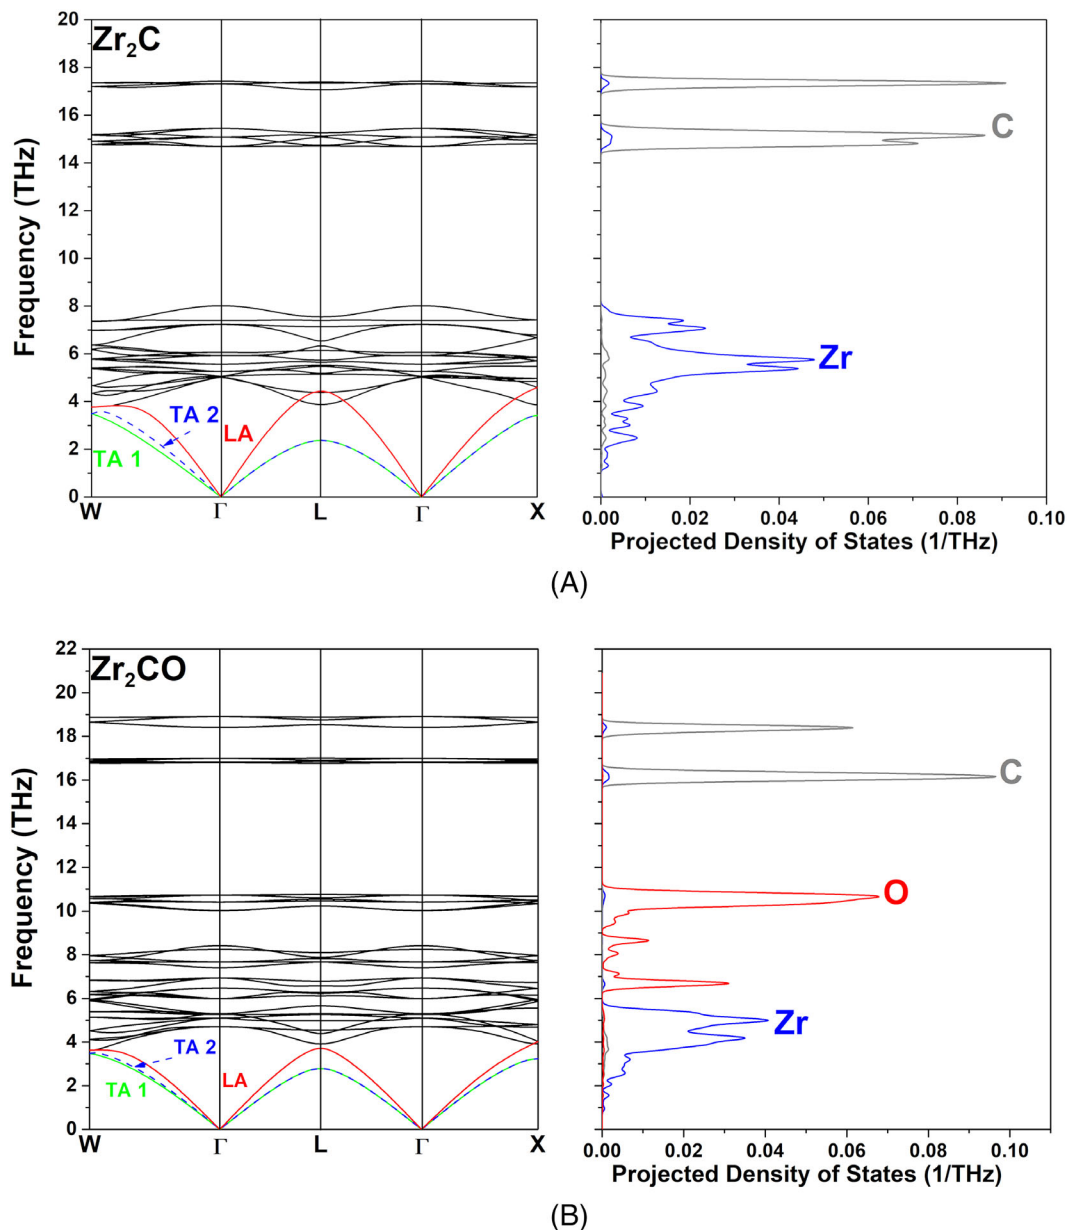 Zr₂C
20
18
16
14
12
10
8
6
4
2
0
Frequency (THz)
TA 2
LA
TA 1
W Γ L Γ X
C
Zr
0.00 0.02 0.04 0.06 0.08 0.10
Projected Density of States (1/THz)
(A)
Zr₂CO
22
20
18
16
14
12
10
8
6
4
2
0
Frequency (THz)
TA 2
LA
TA 1
W Γ L Γ X
C
O
Zr
0.00 0.02 0.04 0.06 0.08 0.10
Projected Density of States (1/THz)
(B)